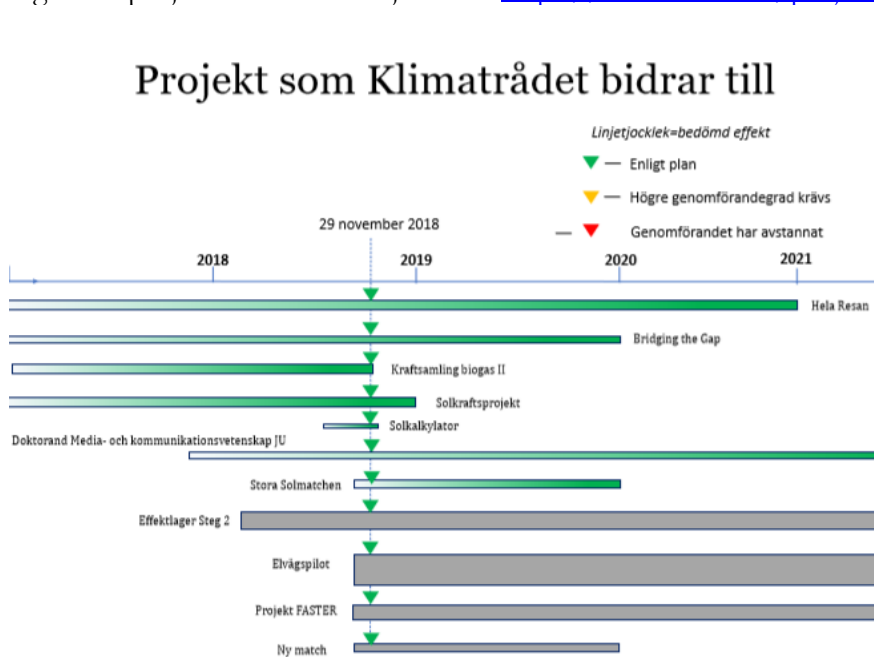 Projekt som Klimatrådet bidrar till
Linjetjocklek=bedömd effekt
Enligt plan
Högre genomförandegrad krävs
Genomförandet har avstannat
29 november 2018
2018 2019 2020 2021
Hela Resan
Bridging the Gap
Kraftsamling biogas II
Solkraftsprojekt
Solkalkylator
Doktorand Media- och kommunikationsvetenskap JU
Stora Solmatchen
Effektlager Steg 2
Elvägspilot
Projekt FASTER
Ny match